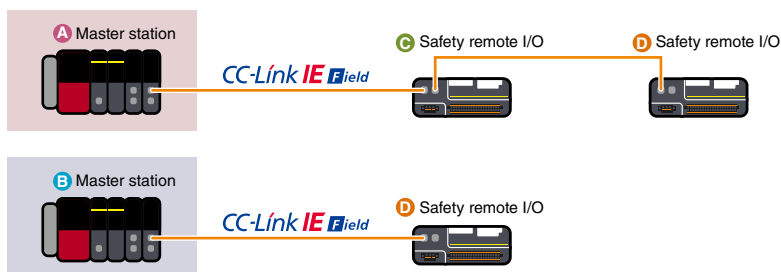 A Master station
C Safety remote I/O
D Safety remote I/O
CC-Link IE Field
B Master station
D Safety remote I/O
CC-Link IE Field